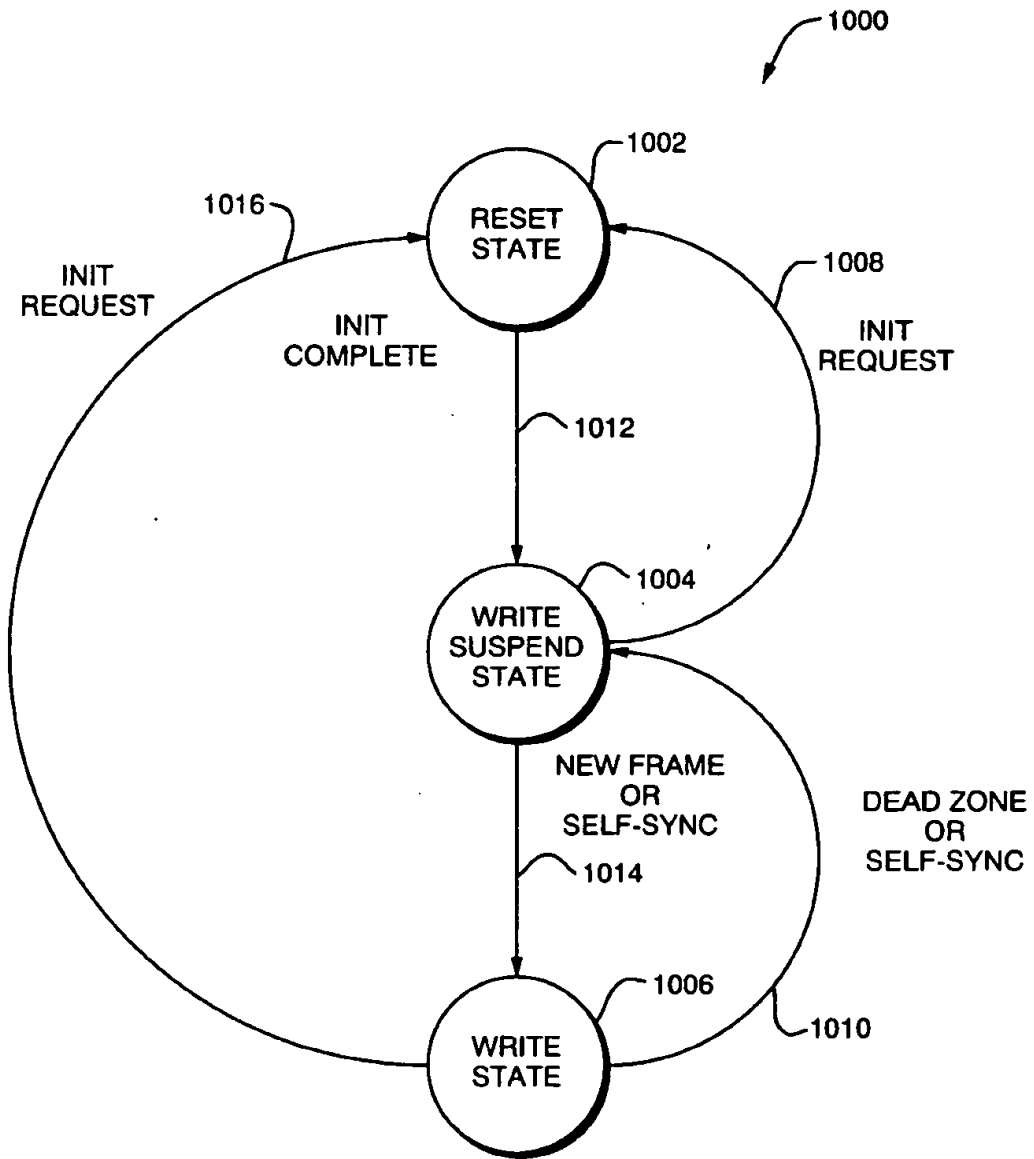 1000
1002
RESET
STATE
1016
INIT
REQUEST
1008
INIT
REQUEST
INIT
COMPLETE
1012
1004
WRITE
SUSPEND
STATE
NEW FRAME
OR
SELF-SYNC
DEAD ZONE
OR
SELF-SYNC
1014
1006
WRITE
STATE
1010